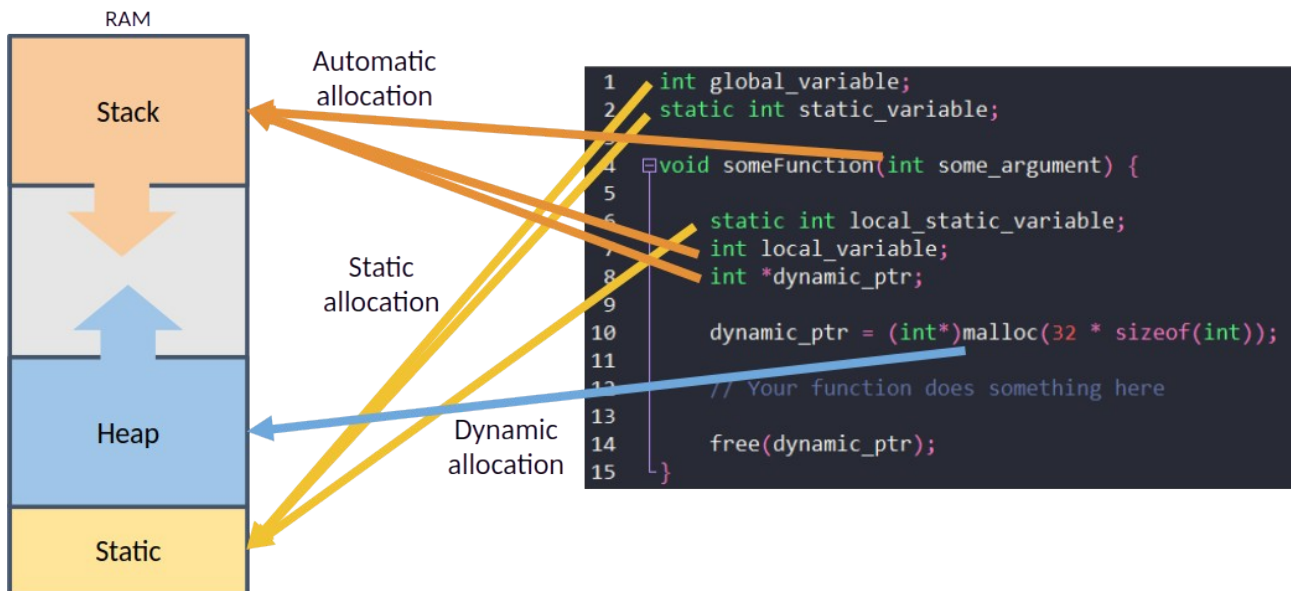 RAM
Stack
Heap
Static
Automatic
allocation
Static
allocation
Dynamic
allocation
1 int global_variable;
2 static int static_variable;
3
4 void someFunction(int some_argument) {
5
6 static int local_static_variable;
7 int local_variable;
8 int *dynamic_ptr;
9
10 dynamic_ptr = (int*)malloc(32 * sizeof(int));
11
12 // Your function does something here
13
14 free(dynamic_ptr);
15 }